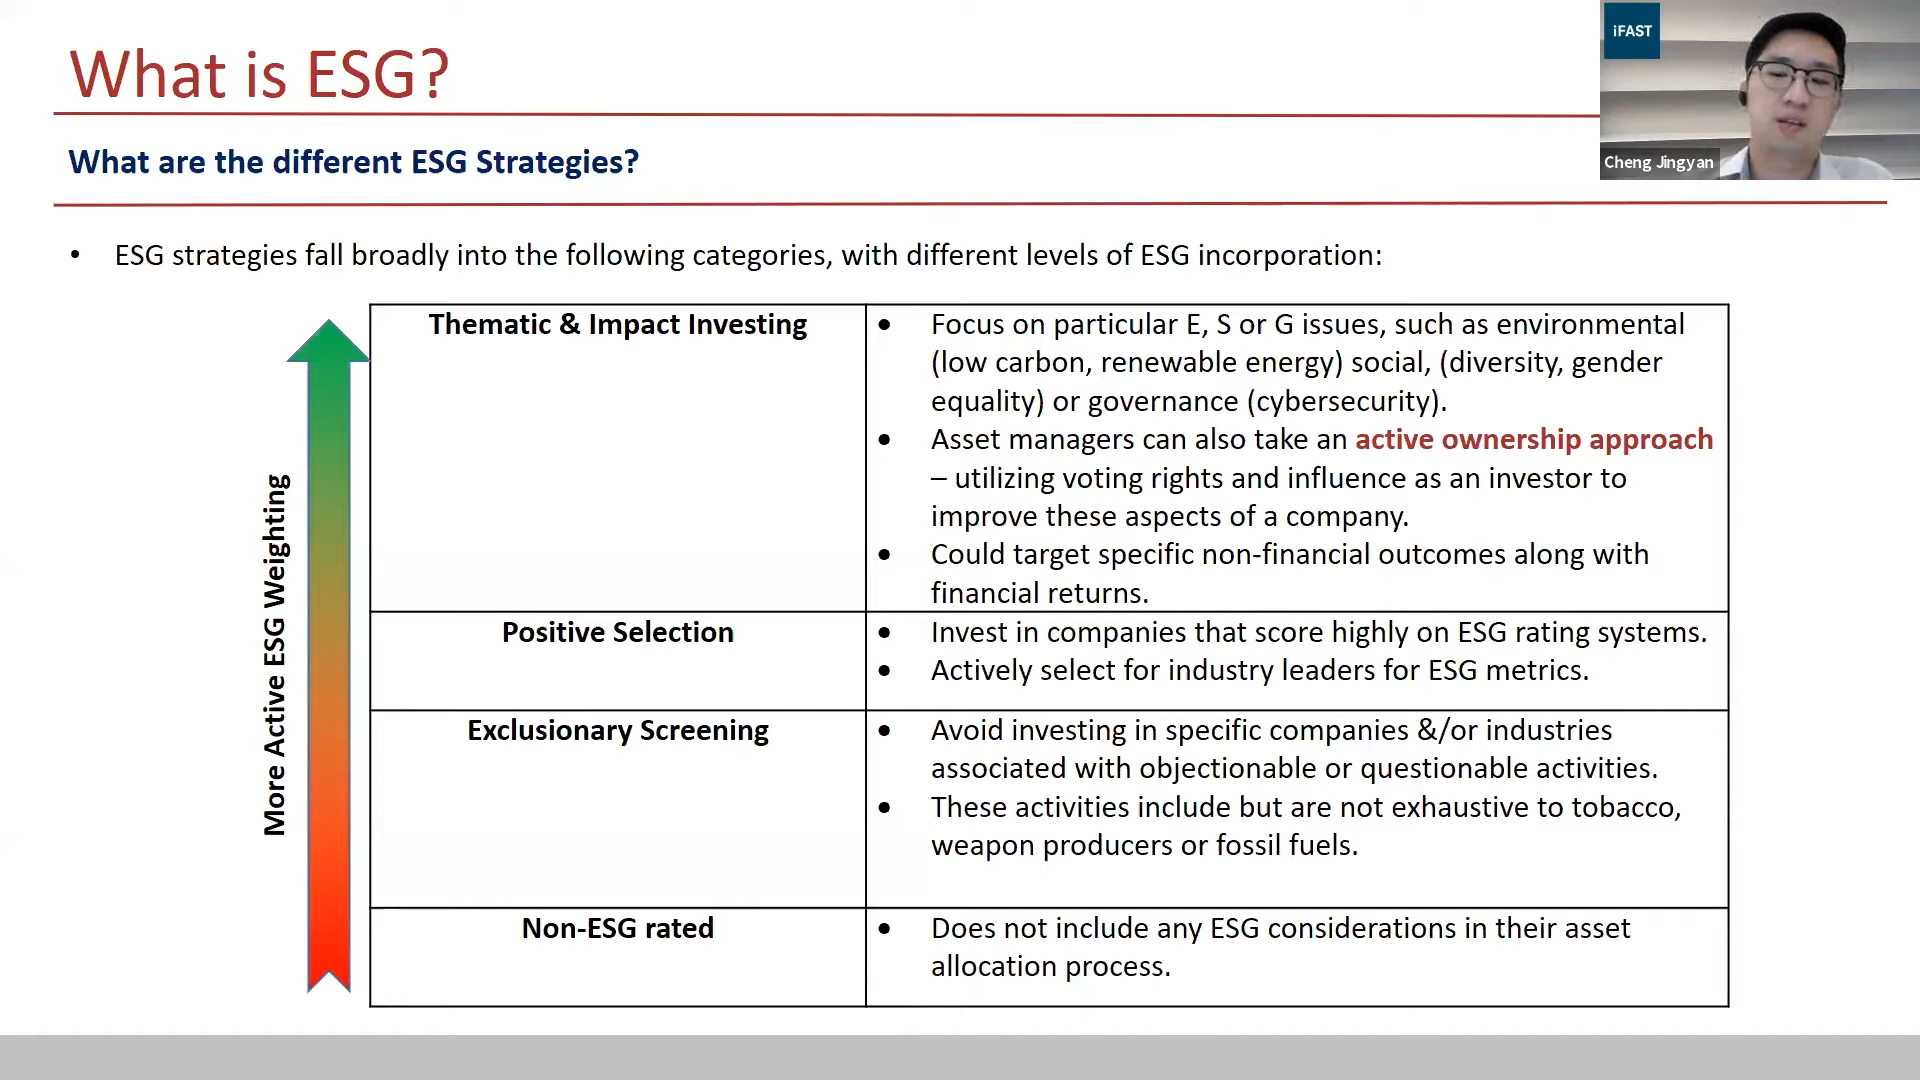 What is ESG?
iFAST
Cheng Jingyan
What are the different ESG Strategies?
• ESG strategies fall broadly into the following categories, with different levels of ESG incorporation:
More Active ESG Weighting
Thematic & Impact Investing
• Focus on particular E, S or G issues, such as environmental
(low carbon, renewable energy) social, (diversity, gender
equality) or governance (cybersecurity).
• Asset managers can also take an active ownership approach
– utilizing voting rights and influence as an investor to
improve these aspects of a company.
• Could target specific non-financial outcomes along with
financial returns.
Positive Selection
• Invest in companies that score highly on ESG rating systems.
• Actively select for industry leaders for ESG metrics.
Exclusionary Screening
• Avoid investing in specific companies &/or industries
associated with objectionable or questionable activities.
• These activities include but are not exhaustive to tobacco,
weapon producers or fossil fuels.
Non-ESG rated
• Does not include any ESG considerations in their asset
allocation process.